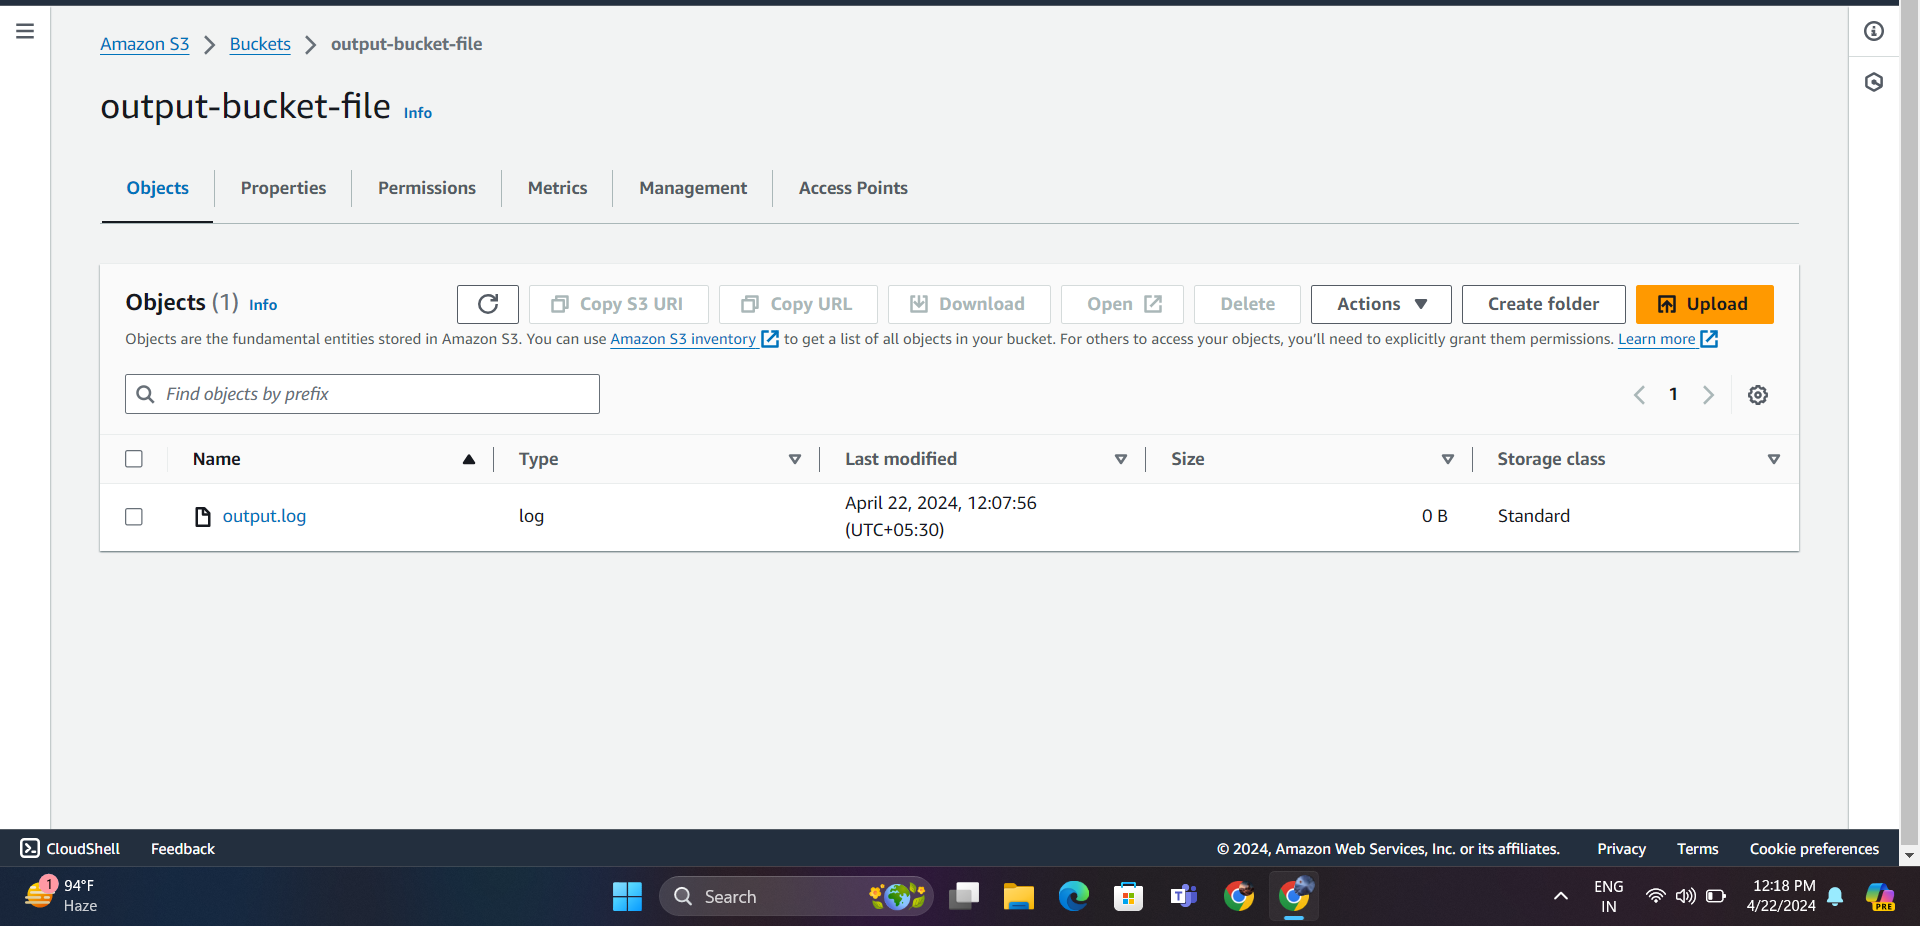 Amazon S3 > Buckets > output-bucket-file
output-bucket-file Info
Objects Properties Permissions Metrics Management Access Points
Objects (1) Info Copy S3 URI Copy URL Download Open Delete Actions Create folder Upload
Objects are the fundamental entities stored in Amazon S3. You can use Amazon S3 inventory to get a list of all objects in your bucket. For others to access your objects, you'll need to explicitly grant them permissions. Learn more
Find objects by prefix 1
Name Type Last modified Size Storage class
output.log log April 22, 2024, 12:07:56 0 B Standard
(UTC+05:30)
CloudShell Feedback © 2024, Amazon Web Services, Inc. or its affiliates. Privacy Terms Cookie preferences
1 94°F Search ENG 12:18 PM
Haze IN 4/22/2024 PRE